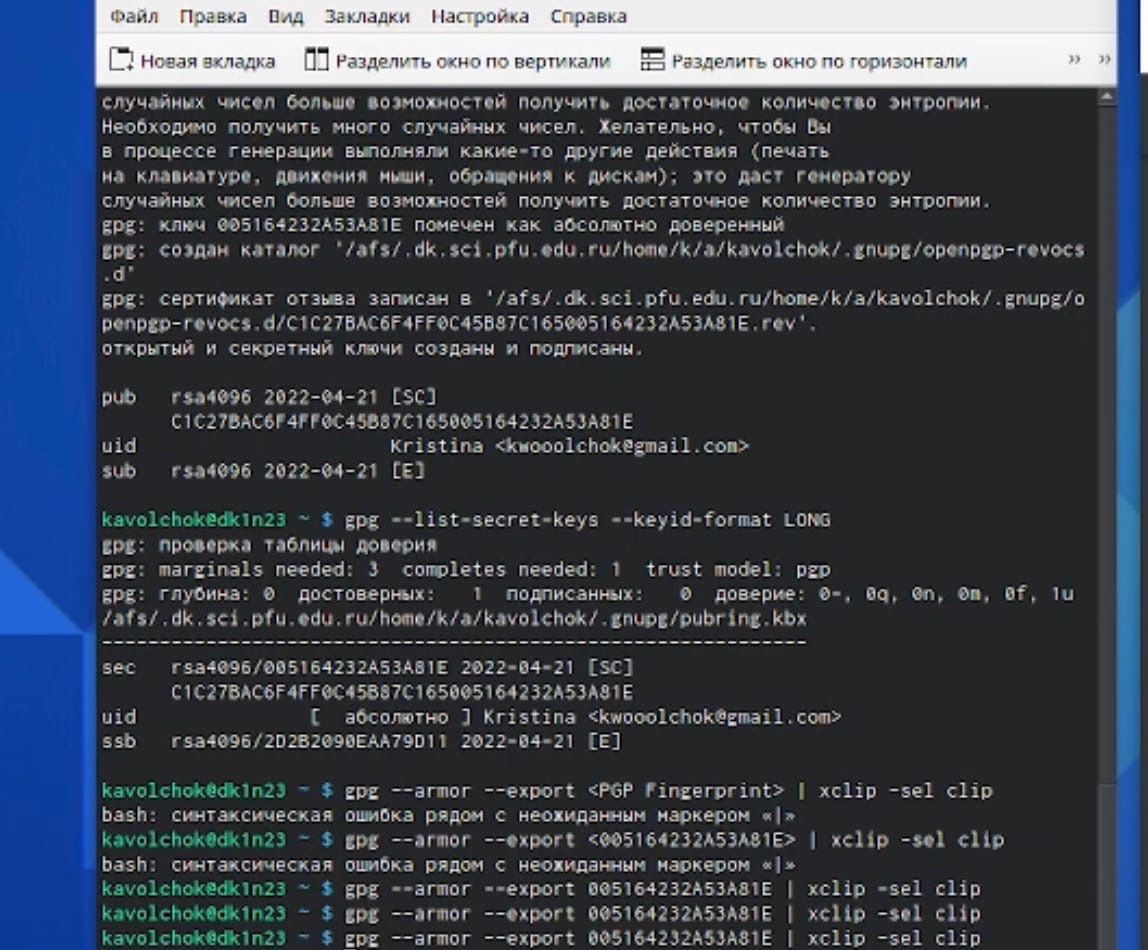 Файл Правка Вид Закладки Настройка Справка
Новая вкладка Разделить окно по вертикали Разделить окно по горизонтали » »
случайных чисел больше возможностей получить достаточное количество энтропии.
Необходимо получить много случайных чисел. Желательно, чтобы Вы
в процессе генерации выполняли какие-то другие действия (печать
на клавиатуре, движения мыши, обращения к дискам); это даст генератору
случайных чисел больше возможностей получить достаточное количество энтропии.
gpg: ключ 005164232A53A81E помечен как абсолютно доверенный
gpg: создан каталог '/afs/.dk.sci.pfu.edu.ru/home/k/a/kavolchok/.gnupg/openpgp-revocs
.d'
gpg: сертификат отзыва записан в '/afs/.dk.sci.pfu.edu.ru/home/k/a/kavolchok/.gnupg/o
penpgp-revocs.d/C1C27BAC6F4FF0C45B87C165005164232A53A81E.rev'.
открытый и секретный ключи созданы и подписаны.
pub rsa4096 2022-04-21 [SC]
C1C27BAC6F4FF0C45B87C165005164232A53A81E
uid Kristina <kwooolchok@gmail.com>
sub rsa4096 2022-04-21 [E]
kavolchok@dk1n23 ~ $ gpg --list-secret-keys --keyid-format LONG
gpg: проверка таблицы доверия
gpg: marginals needed: 3 completes needed: 1 trust model: pgp
gpg: глубина: 0 достоверных: 1 подписанных: 0 доверие: 0-, 0q, 0n, 0m, 0f, 1u
/afs/.dk.sci.pfu.edu.ru/home/k/a/kavolchok/.gnupg/pubring.kbx
-------------------------------------------------------------
sec rsa4096/005164232A53A81E 2022-04-21 [SC]
C1C27BAC6F4FF0C45B87C165005164232A53A81E
uid [ абсолютно ] Kristina <kwooolchok@gmail.com>
ssb rsa4096/2D2B2090EAA79D11 2022-04-21 [E]
kavolchok@dk1n23 ~ $ gpg --armor --export <PGP Fingerprint> | xclip -sel clip
bash: синтаксическая ошибка рядом с неожиданным маркером «|»
kavolchok@dk1n23 ~ $ gpg --armor --export <005164232A53A81E> | xclip -sel clip
bash: синтаксическая ошибка рядом с неожиданным маркером «|»
kavolchok@dk1n23 ~ $ gpg --armor --export 005164232A53A81E | xclip -sel clip
kavolchok@dk1n23 ~ $ gpg --armor --export 005164232A53A81E | xclip -sel clip
kavolchok@dk1n23 ~ $ gpg --armor --export 005164232A53A81E | xclip -sel clip